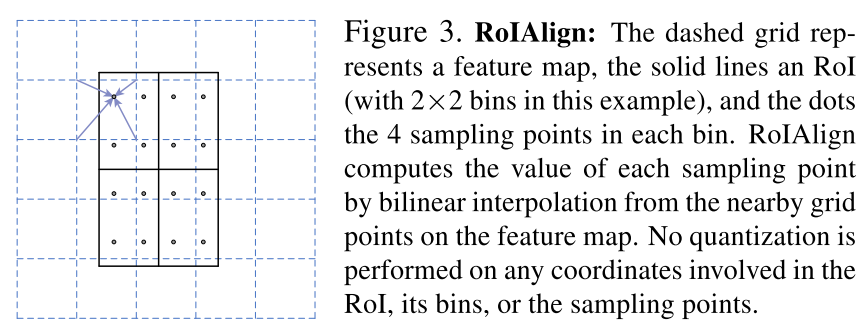 Figure 3. RoIAlign: The dashed grid rep-
resents a feature map, the solid lines an RoI
(with 2×2 bins in this example), and the dots
the 4 sampling points in each bin. RoIAlign
computes the value of each sampling point
by bilinear interpolation from the nearby grid
points on the feature map. No quantization is
performed on any coordinates involved in the
RoI, its bins, or the sampling points.